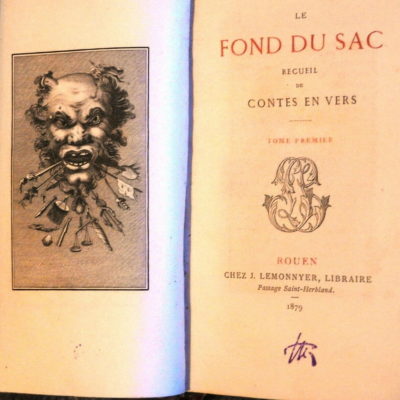 LE
FOND DU SAC
RECUEIL
DE
CONTES EN VERS
TOME PREMIER
ROUEN
CHEZ J. LEMONNYER, LIBRAIRE
Passage Saint-Herbland.
1879